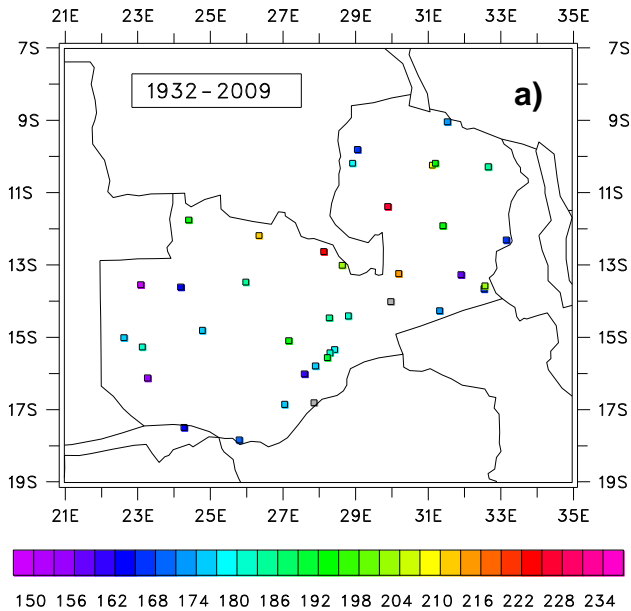 21E 23E 25E 27E 29E 31E 33E 35E
7S 7S
1932-2009 a)
9S 9S
11S 11S
13S 13S
15S 15S
17S 17S
19S 19S
21E 23E 25E 27E 29E 31E 33E 35E
150 156 162 168 174 180 186 192 198 204 210 216 222 228 234